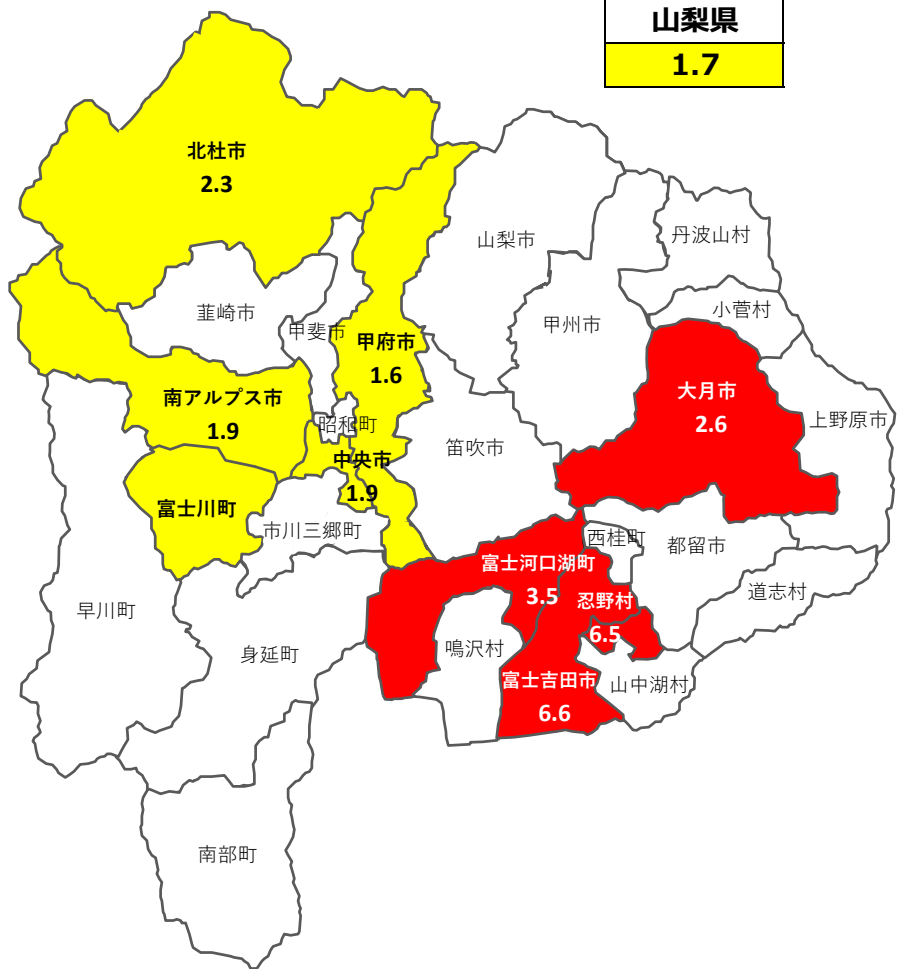 山梨県
1.7
北杜市
2.3
山梨市
丹波山村
小菅村
韮崎市
甲斐市
甲府市
1.6
甲州市
南アルプス市
1.9
大月市
2.6
上野原市
昭和町
笛吹市
中央市
1.9
富士川町
市川三郷町
西桂町
都留市
富士河口湖町
3.5
忍野村
6.5
道志村
早川町
身延町
鳴沢村
富士吉田市
6.6
山中湖村
南部町